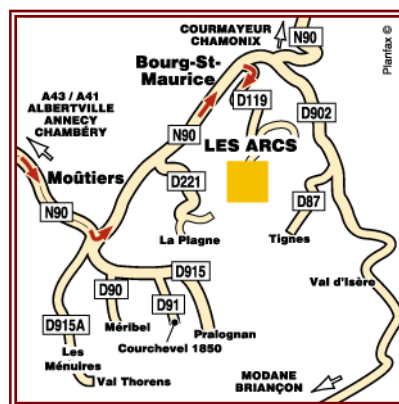 COURMAYEUR
CHAMONIX
N90
Planfax ©
Bourg-St-
Maurice
A43 / A41
ALBERTVILLE
ANNECY
CHAMBÉRY
D119
D902
N90
LES ARCS
Moûtiers
D221
D87
N90
La Plagne
Tignes
D915
D90
D91
Val d'Isère
D915A
Méribel
Pralognan
Courchevel 1850
Les
Ménuires
Val Thorens
MODANE
BRIANÇON